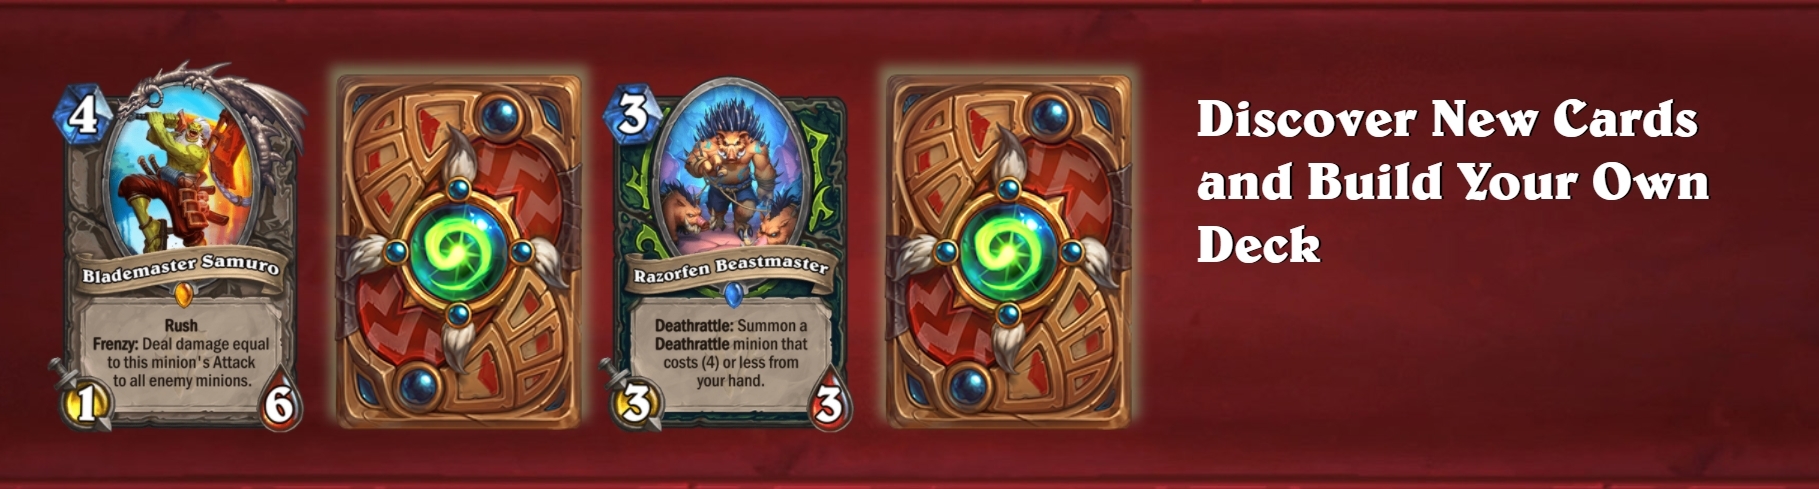 4
Blademaster Samuro
Rush
Frenzy: Deal damage equal
to this minion's Attack
to all enemy minions.
1
6
3
Razorfen Beastmaster
Deathrattle: Summon a
Deathrattle minion that
costs (4) or less from
your hand.
3
3
Discover New Cards
and Build Your Own
Deck